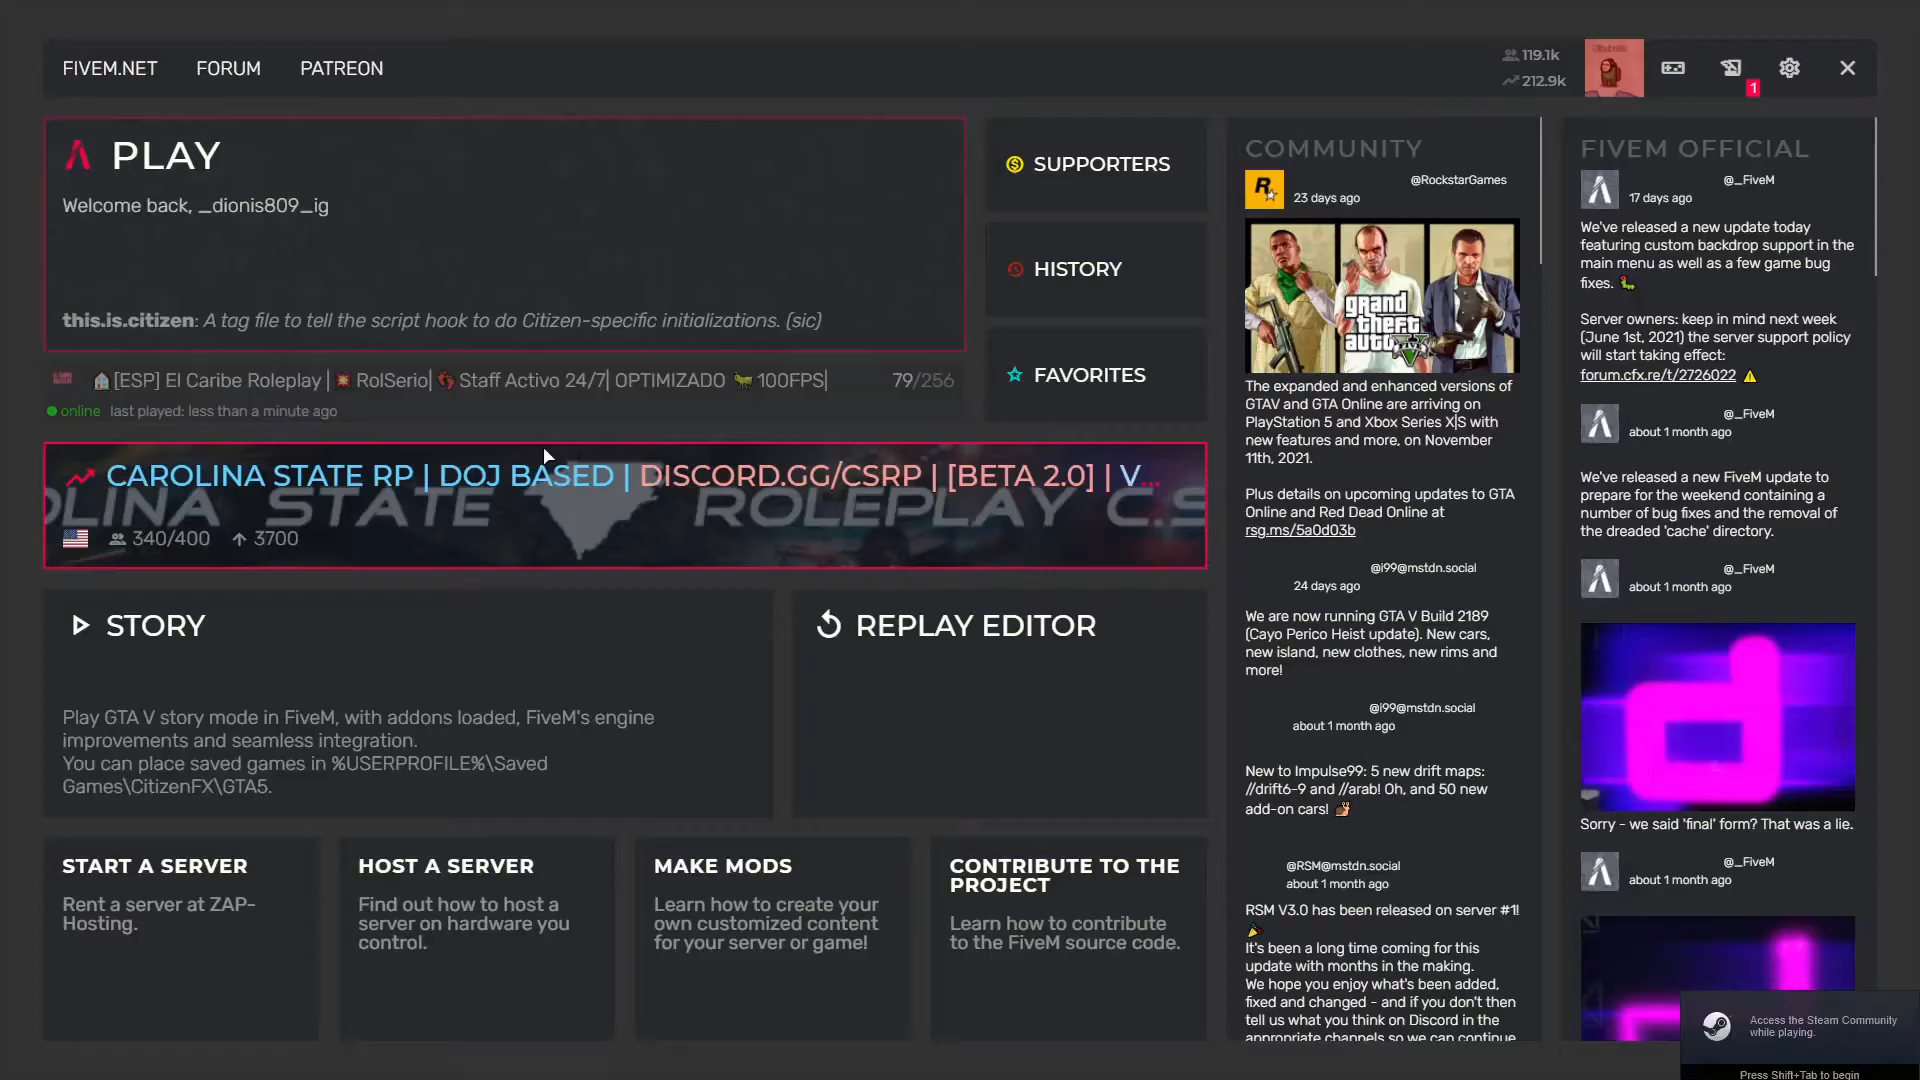 FIVEM.NET
FORUM
PATREON
119.1k
212.9k
1
PLAY
Welcome back, _dionis809_ig
this.is.citizen: A tag file to tell the script hook to do Citizen-specific initializations. (sic)
[ESP] El Caribe Roleplay | 💥 RolSerio| 👣 Staff Activo 24/7| OPTIMIZADO 🐜 100FPS|
79/256
online last played: less than a minute ago
SUPPORTERS
HISTORY
FAVORITES
CAROLINA STATE RP | DOJ BASED | DISCORD.GG/CSRP | [BETA 2.0] | V...
OLINA STATE ROLEPLAY C.S
340/400
3700
STORY
Play GTA V story mode in FiveM, with addons loaded, FiveM's engine
improvements and seamless integration.
You can place saved games in %USERPROFILE%\Saved
Games\CitizenFX\GTA5.
REPLAY EDITOR
START A SERVER
Rent a server at ZAP-
Hosting.
HOST A SERVER
Find out how to host a
server on hardware you
control.
MAKE MODS
Learn how to create your
own customized content
for your server or game!
CONTRIBUTE TO THE
PROJECT
Learn how to contribute
to the FiveM source code.
COMMUNITY
@RockstarGames
23 days ago
grand
theft
auto
The expanded and enhanced versions of
GTAV and GTA Online are arriving on
PlayStation 5 and Xbox Series X|S with
new features and more, on November
11th, 2021.
Plus details on upcoming updates to GTA
Online and Red Dead Online at
rsg.ms/5a0d03b
@i99@mstdn.social
24 days ago
We are now running GTA V Build 2189
(Cayo Perico Heist update). New cars,
new island, new clothes, new rims and
more!
@i99@mstdn.social
about 1 month ago
New to Impulse99: 5 new drift maps:
//drift6-9 and //arab! Oh, and 50 new
add-on cars! 🐌
@RSM@mstdn.social
about 1 month ago
RSM V3.0 has been released on server #1!
🎉
It's been a long time coming for this
update with months in the making.
We hope you enjoy what's been added,
fixed and changed - and if you don't then
tell us what you think on Discord in the
appropriate channels so we can continue
FIVEM OFFICIAL
@_FiveM
17 days ago
We've released a new update today
featuring custom backdrop support in the
main menu as well as a few game bug
fixes. 🐛
Server owners: keep in mind next week
(June 1st, 2021) the server support policy
will start taking effect:
forum.cfx.re/t/2726022 ⚠️
@_FiveM
about 1 month ago
We've released a new FiveM update to
prepare for the weekend containing a
number of bug fixes and the removal of
the dreaded 'cache' directory.
@_FiveM
about 1 month ago
Sorry - we said 'final' form? That was a lie.
@_FiveM
about 1 month ago
Access the Steam Community
while playing.
Press Shift+Tab to begin